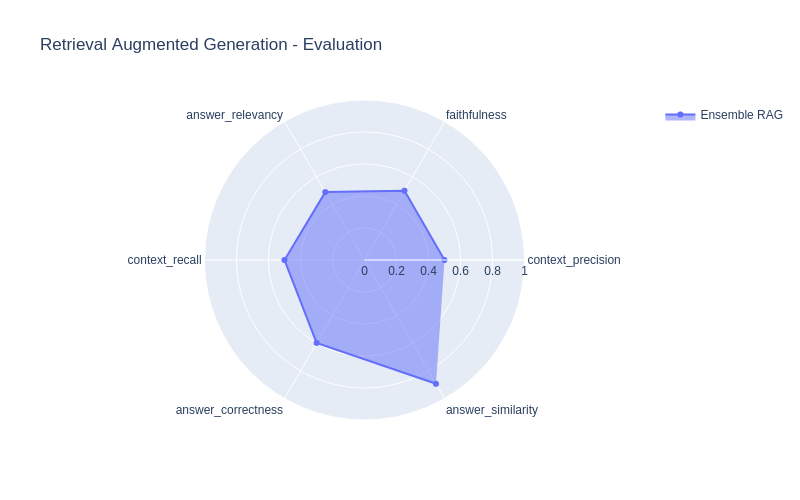 Retrieval Augmented Generation - Evaluation
answer_relevancy
faithfulness
Ensemble RAG
context_recall
context_precision
0 0.2 0.4 0.6 0.8 1
answer_correctness
answer_similarity